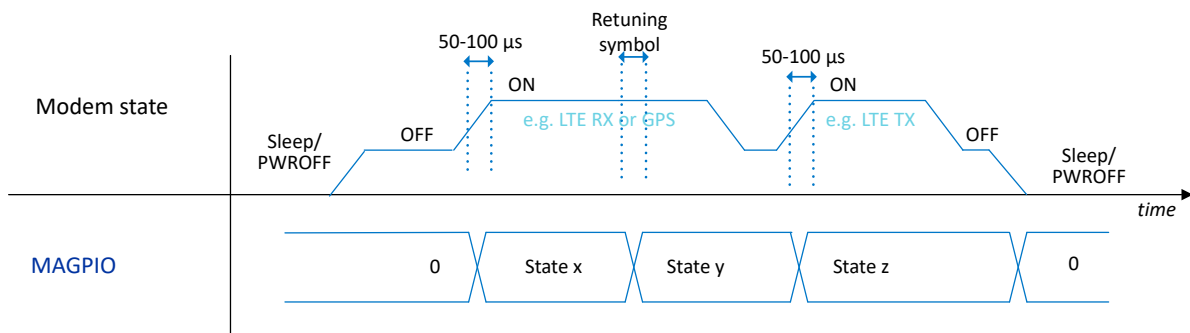 Retuning
symbol
50-100 µs
50-100 µs
ON
ON
Modem state
e.g. LTE RX or GPS
e.g. LTE TX
OFF
OFF
Sleep/
PWROFF
Sleep/
PWROFF
time
MAGPIO
0
State x
State y
State z
0